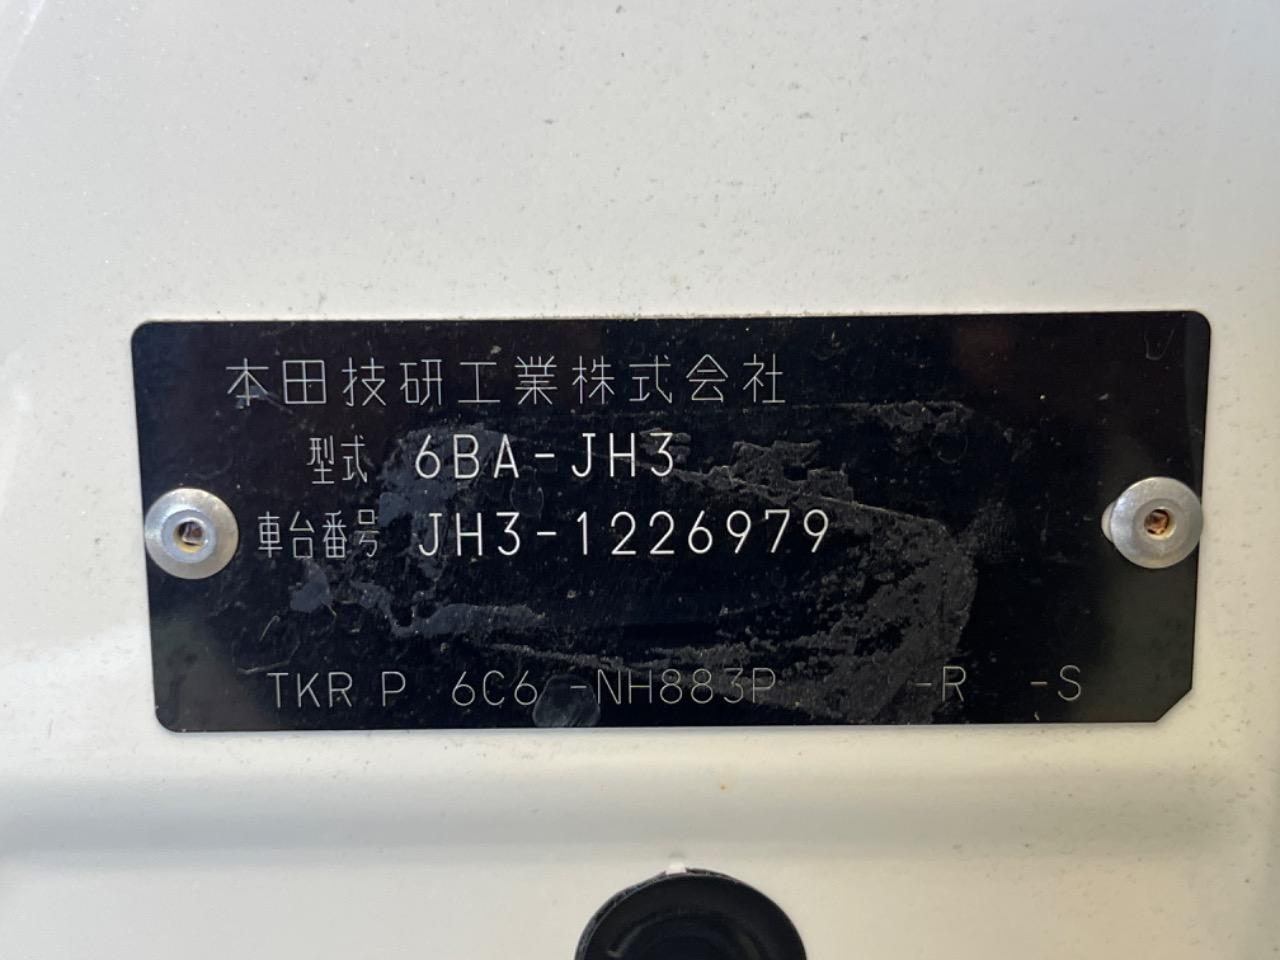 本田技研工業株式会社
型式 6BA-JH3
車台番号 JH3-1226979
TKR P 6C6 -NH883P -R -S